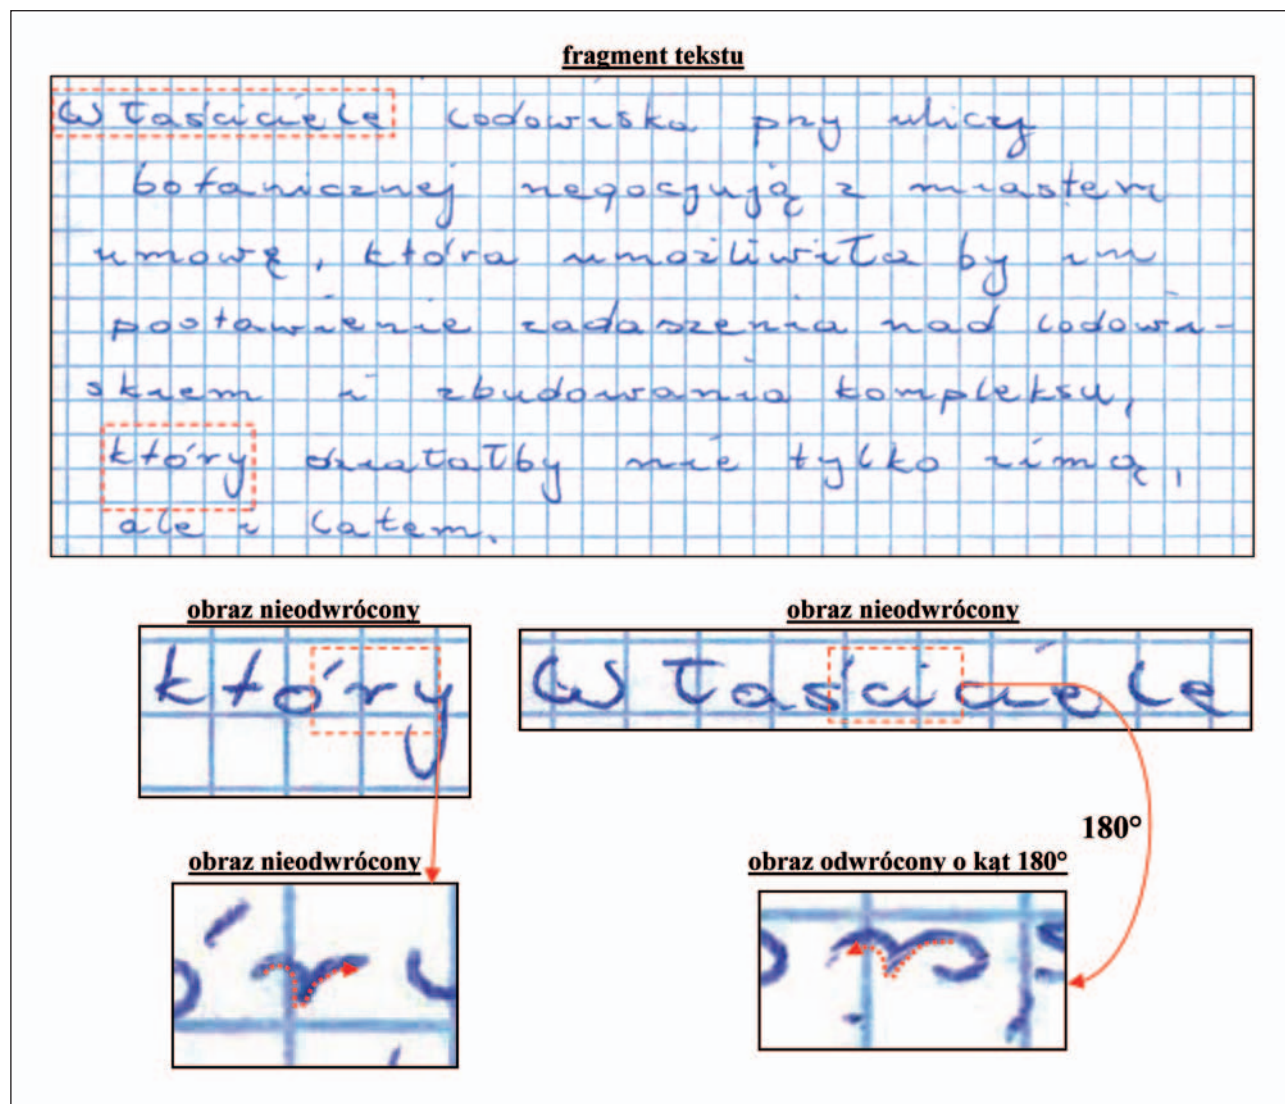 fragment tekstu
Właściciele lodowiska przy ulicy
botanicznej negocjują z miastem
umowę, która umożliwiła by im
postawienie zadaszenia nad lodowi-
skiem i zbudowania kompleksu,
który działałby nie tylko zimą,
ale i latem.
obraz nieodwrócony
obraz nieodwrócony
który
Właściciele
180°
obraz nieodwrócony
obraz odwrócony o kąt 180°